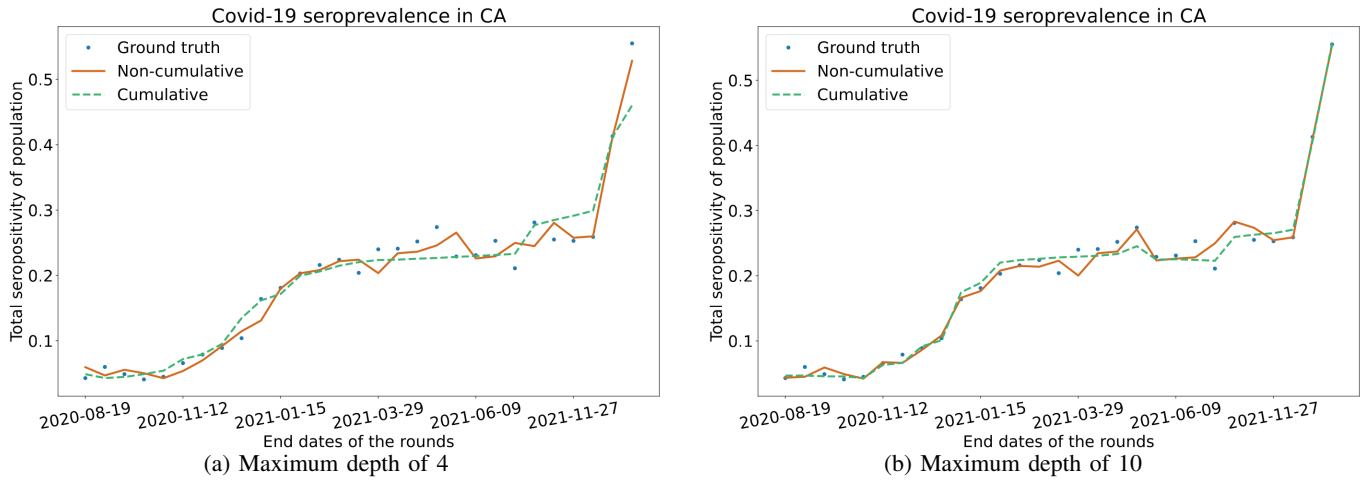 Covid-19 seroprevalence in CA
Ground truth
Non-cumulative
Cumulative
Total seropositivity of population
0.5
0.4
0.3
0.2
0.1
2020-08-19 2020-11-12 2021-01-15 2021-03-29 2021-06-09 2021-11-27
End dates of the rounds
(a) Maximum depth of 4
Covid-19 seroprevalence in CA
Ground truth
Non-cumulative
Cumulative
Total seropositivity of population
0.5
0.4
0.3
0.2
0.1
2020-08-19 2020-11-12 2021-01-15 2021-03-29 2021-06-09 2021-11-27
End dates of the rounds
(b) Maximum depth of 10